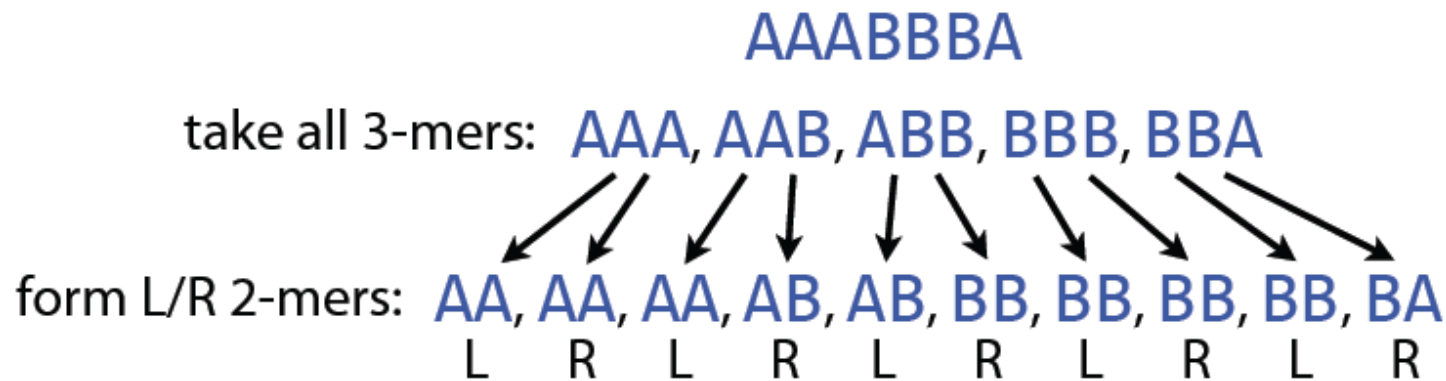 AAABBBA
take all 3-mers: AAA, AAB, ABB, BBB, BBA
form L/R 2-mers: AA, AA, AA, AB, AB, BB, BB, BB, BB, BA
L R L R L R L R L R